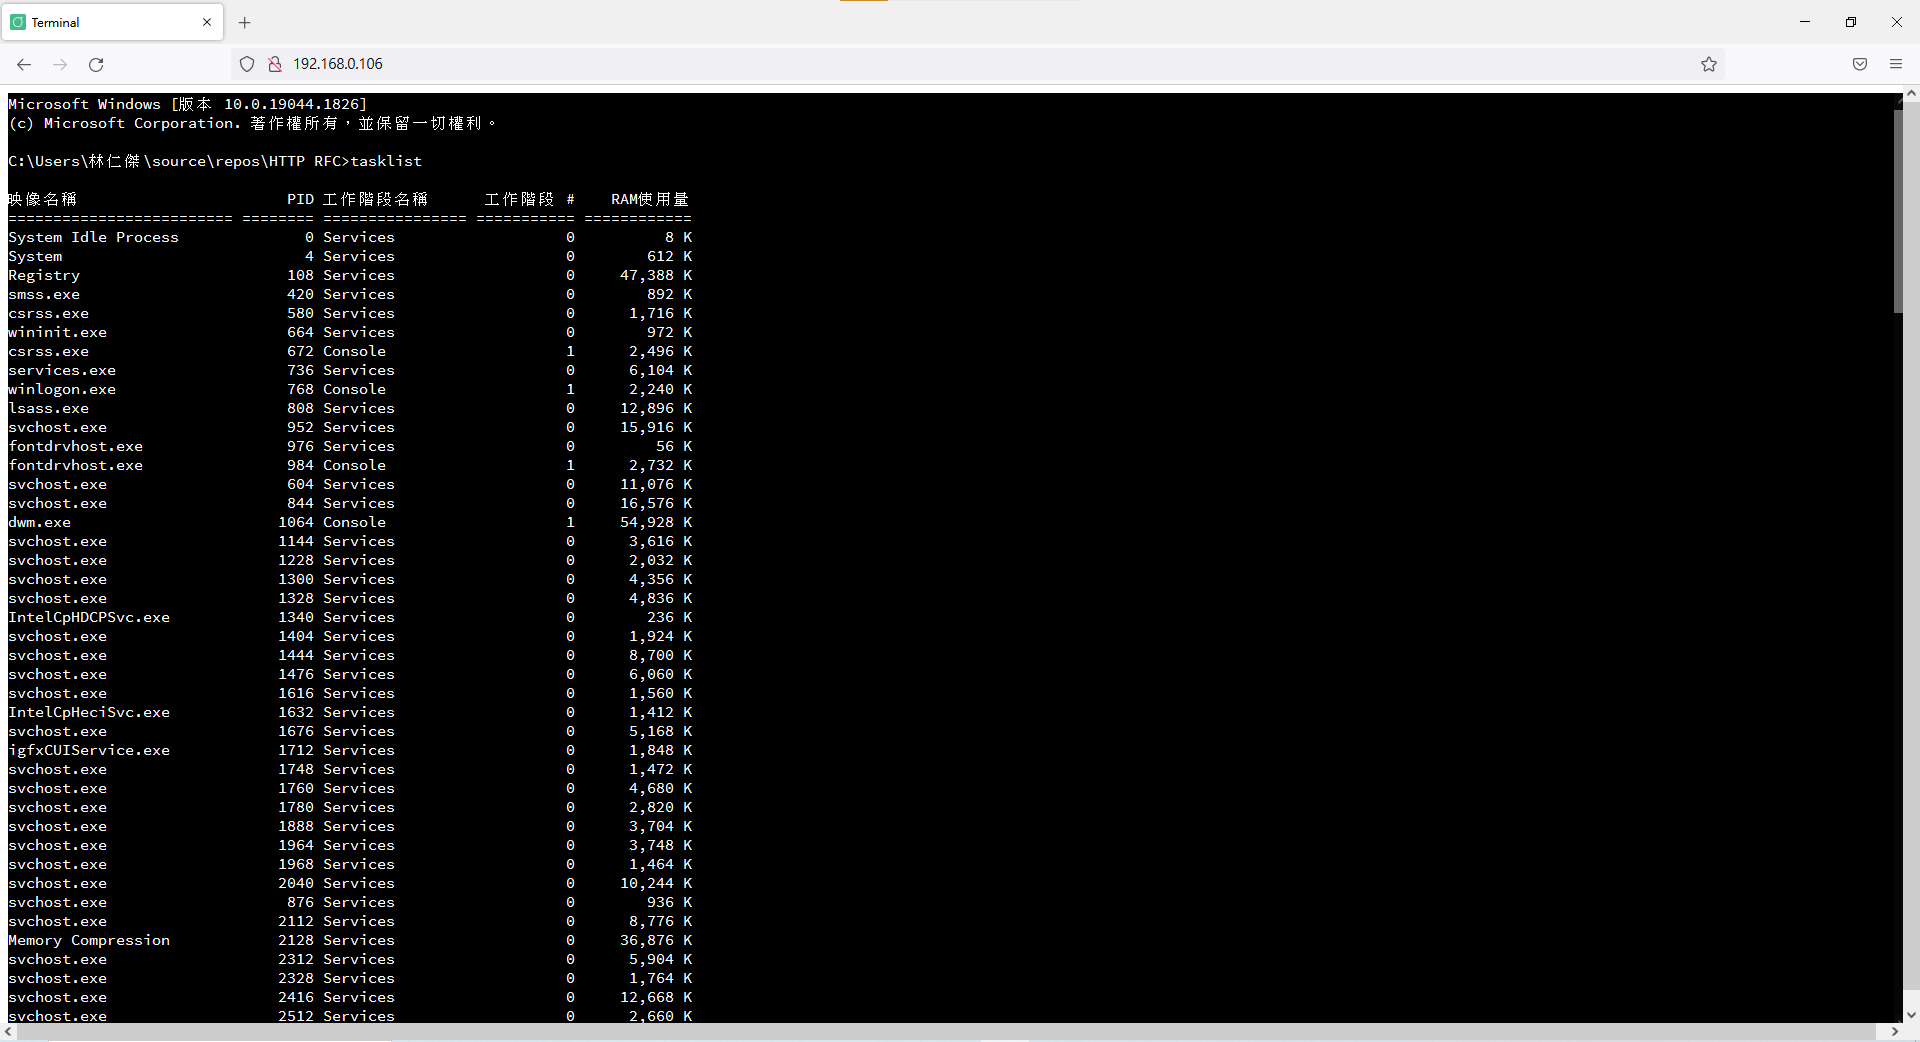 Terminal
192.168.0.106
Microsoft Windows [版本 10.0.19044.1826]
(c) Microsoft Corporation. 著作權所有，並保留一切權利。
C:\Users\林仁傑\source\repos\HTTP RFC>tasklist
映像名稱                       PID 工作階段名稱      工作階段 #    RAM使用量
========================= ======== ================ =========== ============
System Idle Process              0 Services                   0          8 K
System                           4 Services                   0        612 K
Registry                       108 Services                   0     47,388 K
smss.exe                       420 Services                   0        892 K
csrss.exe                      580 Services                   0      1,716 K
wininit.exe                    664 Services                   0        972 K
csrss.exe                      672 Console                    1      2,496 K
services.exe                   736 Services                   0      6,104 K
winlogon.exe                   768 Console                    1      2,240 K
lsass.exe                      808 Services                   0     12,896 K
svchost.exe                    952 Services                   0     15,916 K
fontdrvhost.exe                976 Services                   0         56 K
fontdrvhost.exe                984 Console                    1      2,732 K
svchost.exe                    604 Services                   0     11,076 K
svchost.exe                    844 Services                   0     16,576 K
dwm.exe                       1064 Console                    1     54,928 K
svchost.exe                   1144 Services                   0      3,616 K
svchost.exe                   1228 Services                   0      2,032 K
svchost.exe                   1300 Services                   0      4,356 K
svchost.exe                   1328 Services                   0      4,836 K
IntelCpHDCPSvc.exe            1340 Services                   0        236 K
svchost.exe                   1404 Services                   0      1,924 K
svchost.exe                   1444 Services                   0      8,700 K
svchost.exe                   1476 Services                   0      6,060 K
svchost.exe                   1616 Services                   0      1,560 K
IntelCpHeciSvc.exe            1632 Services                   0      1,412 K
svchost.exe                   1676 Services                   0      5,168 K
igfxCUIService.exe            1712 Services                   0      1,848 K
svchost.exe                   1748 Services                   0      1,472 K
svchost.exe                   1760 Services                   0      4,680 K
svchost.exe                   1780 Services                   0      2,820 K
svchost.exe                   1888 Services                   0      3,704 K
svchost.exe                   1964 Services                   0      3,748 K
svchost.exe                   1968 Services                   0      1,464 K
svchost.exe                   2040 Services                   0     10,244 K
svchost.exe                    876 Services                   0        936 K
svchost.exe                   2112 Services                   0      8,776 K
Memory Compression            2128 Services                   0     36,876 K
svchost.exe                   2312 Services                   0      5,904 K
svchost.exe                   2328 Services                   0      1,764 K
svchost.exe                   2416 Services                   0     12,668 K
svchost.exe                   2512 Services                   0      2,660 K